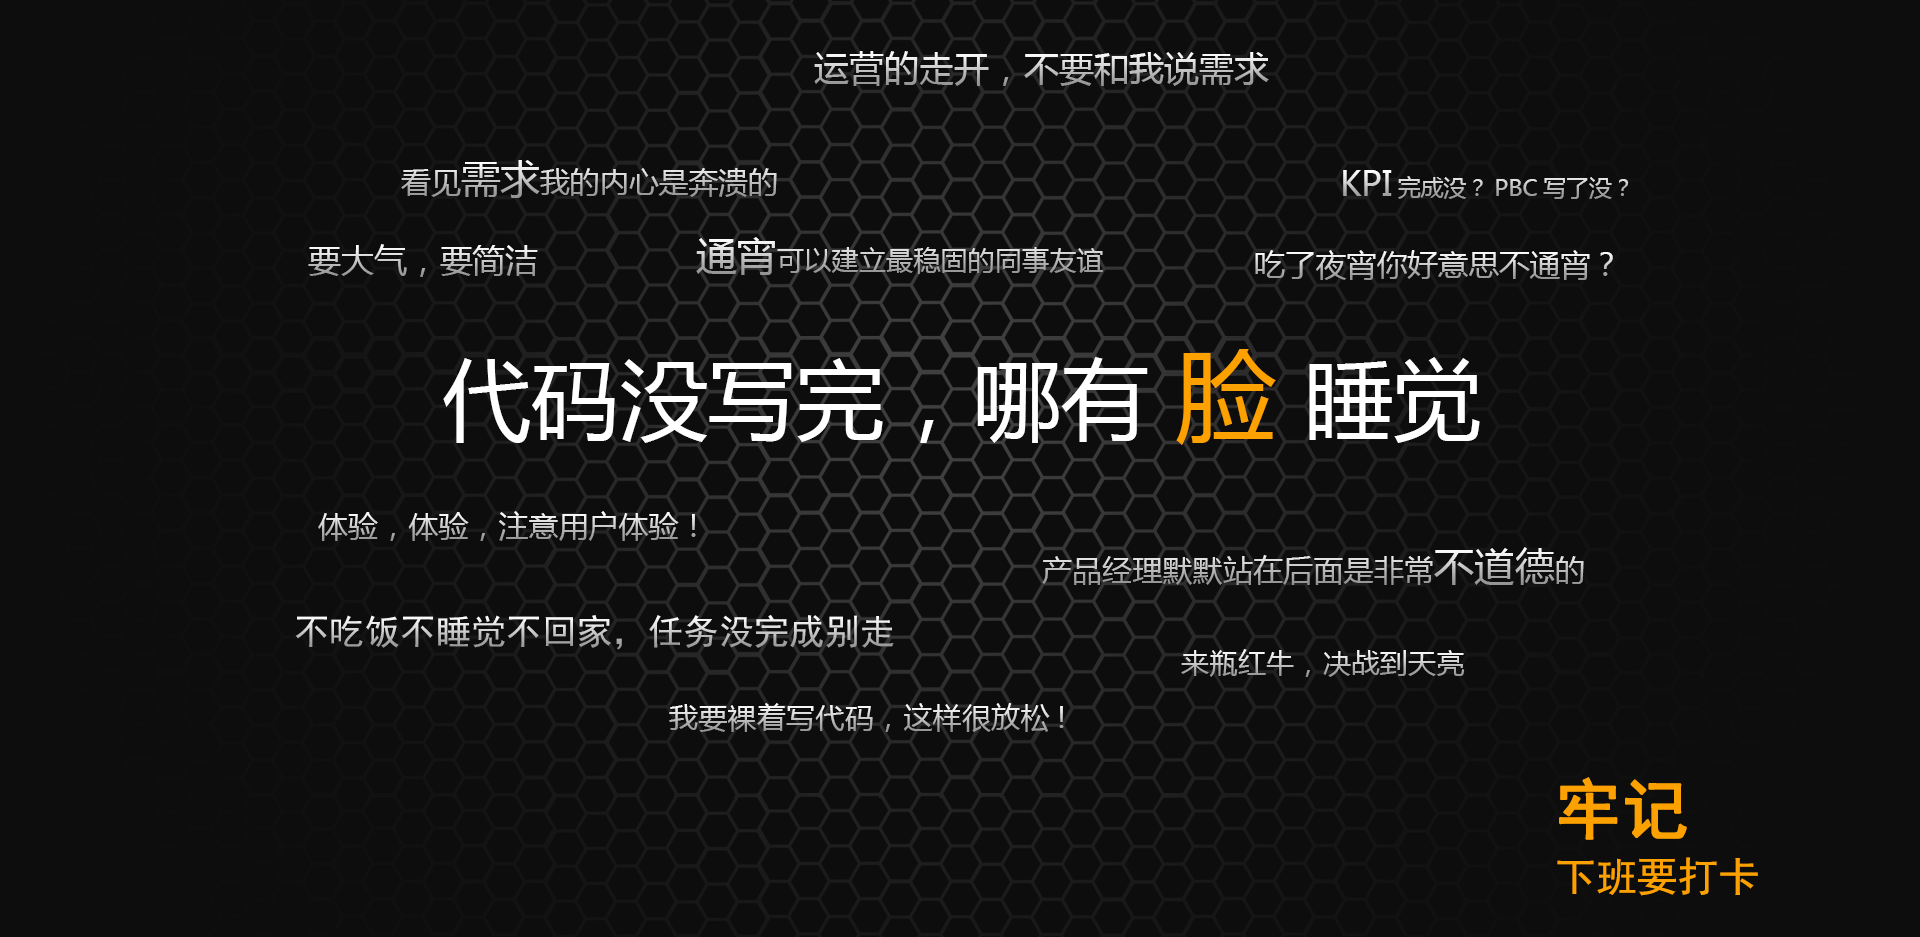 运营的走开，不要和我说需求
看见需求我的内心是奔溃的
KPI 完成没？ PBC 写了没？
要大气，要简洁
通宵可以建立最稳固的同事友谊
吃了夜宵你好意思不通宵？
代码没写完，哪有 脸 睡觉
体验，体验，注意用户体验！
产品经理默默站在后面是非常不道德的
不吃饭不睡觉不回家，任务没完成别走
来瓶红牛，决战到天亮
我要裸着写代码，这样很放松！
牢记
下班要打卡